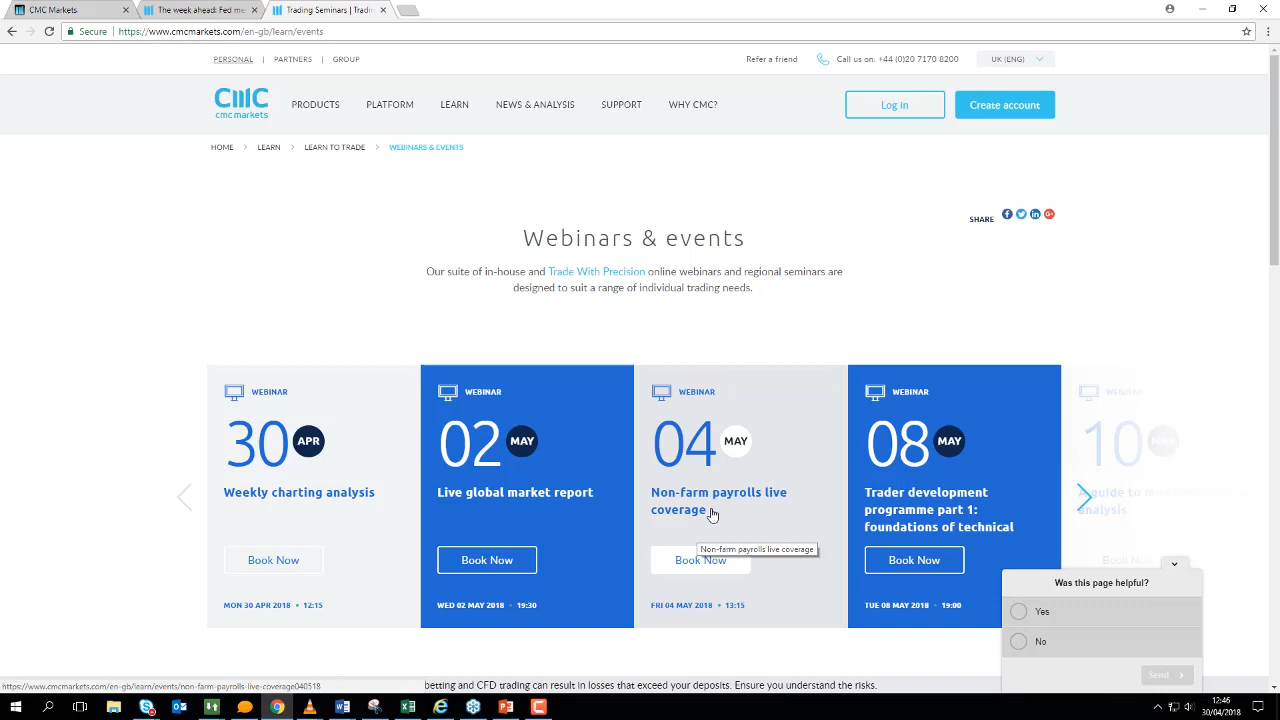 CMC Markets
The week ahead: Fed me
Trading Seminars | Tradi
Secure
https://www.cmcmarkets.com/en-gb/learn/events
PERSONAL | PARTNERS | GROUP
Refer a friend
Call us on: +44 (0)20 7170 8200
UK (ENG)
cmc markets
PRODUCTS
PLATFORM
LEARN
NEWS & ANALYSIS
SUPPORT
WHY CMC?
Log in
Create account
HOME > LEARN > LEARN TO TRADE > WEBINARS & EVENTS
SHARE
Webinars & events
Our suite of in-house and Trade With Precision online webinars and regional seminars are
designed to suit a range of individual trading needs.
WEBINAR
30 APR
Weekly charting analysis
Book Now
MON 30 APR 2018 • 12:15
WEBINAR
02 MAY
Live global market report
Book Now
WED 02 MAY 2018 • 19:30
WEBINAR
04 MAY
Non-farm payrolls live
coverage
Non-farm payrolls live coverage
Book Now
FRI 04 MAY 2018 • 13:15
WEBINAR
08 MAY
Trader development
programme part 1:
foundations of technical
Book Now
TUE 08 MAY 2018 • 19:00
WEBINAR
10 MAY
A guide to
analysis
Book Now
Was this page helpful?
Yes
No
Send
https://www.cmcmarkets.com/en-gb/learn/events/non-farm-payrolls-live-coverage040518
betting and CFD trading can result in losses that exceed your deposits. Ensure you understand the risks.
12:46
30/04/2018